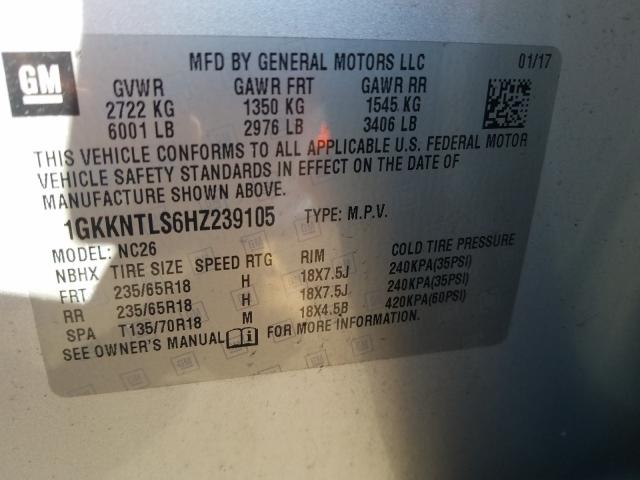 GM
MFD BY GENERAL MOTORS LLC 01/17
GVWR GAWR FRT GAWR RR
2722 KG 1350 KG 1545 KG
6001 LB 2976 LB 3406 LB
THIS VEHICLE CONFORMS TO ALL APPLICABLE U.S. FEDERAL MOTOR
VEHICLE SAFETY STANDARDS IN EFFECT ON THE DATE OF
MANUFACTURE SHOWN ABOVE.
1GKKNTLS6HZ239105 TYPE: M.P.V.
MODEL: NC26
NBHX TIRE SIZE SPEED RTG RIM COLD TIRE PRESSURE
FRT 235/65R18 H 18X7.5J 240KPA(35PSI)
RR 235/65R18 H 18X7.5J 240KPA(35PSI)
SPA T135/70R18 M 18X4.5B 420KPA(60PSI)
SEE OWNER'S MANUAL FOR MORE INFORMATION.